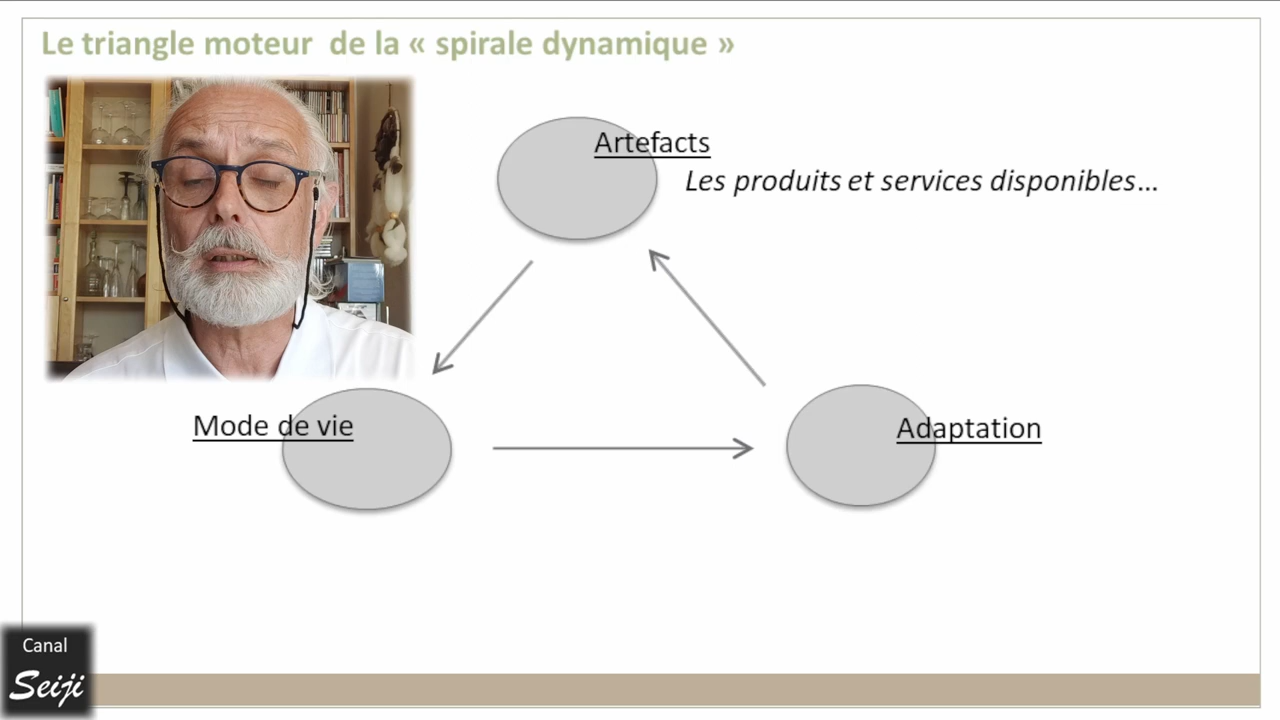 Le triangle moteur de la « spirale dynamique »
Artefacts
Les produits et services disponibles…
Mode de vie
Adaptation
Canal
Seiji